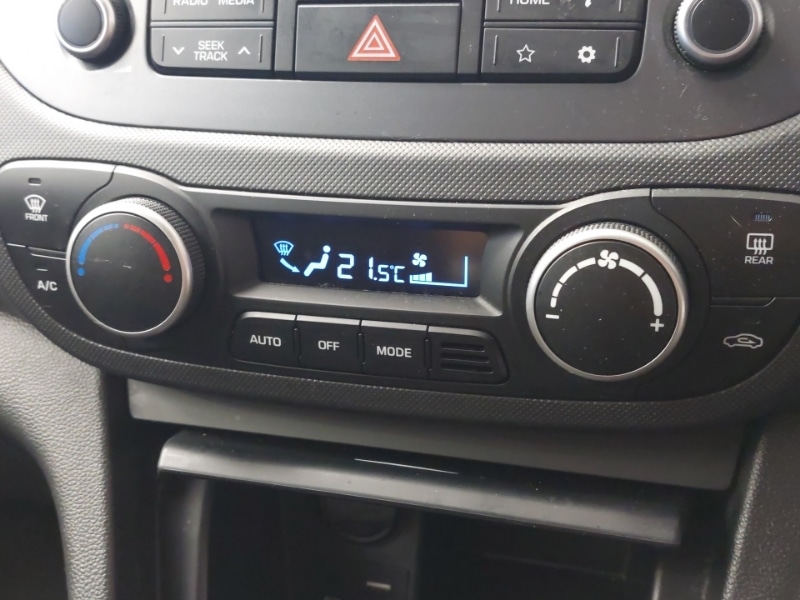 RADIO MEDIA
HOME
SEEK
TRACK
FRONT
A/C
21.5°C
AUTO
OFF
MODE
- +
REAR